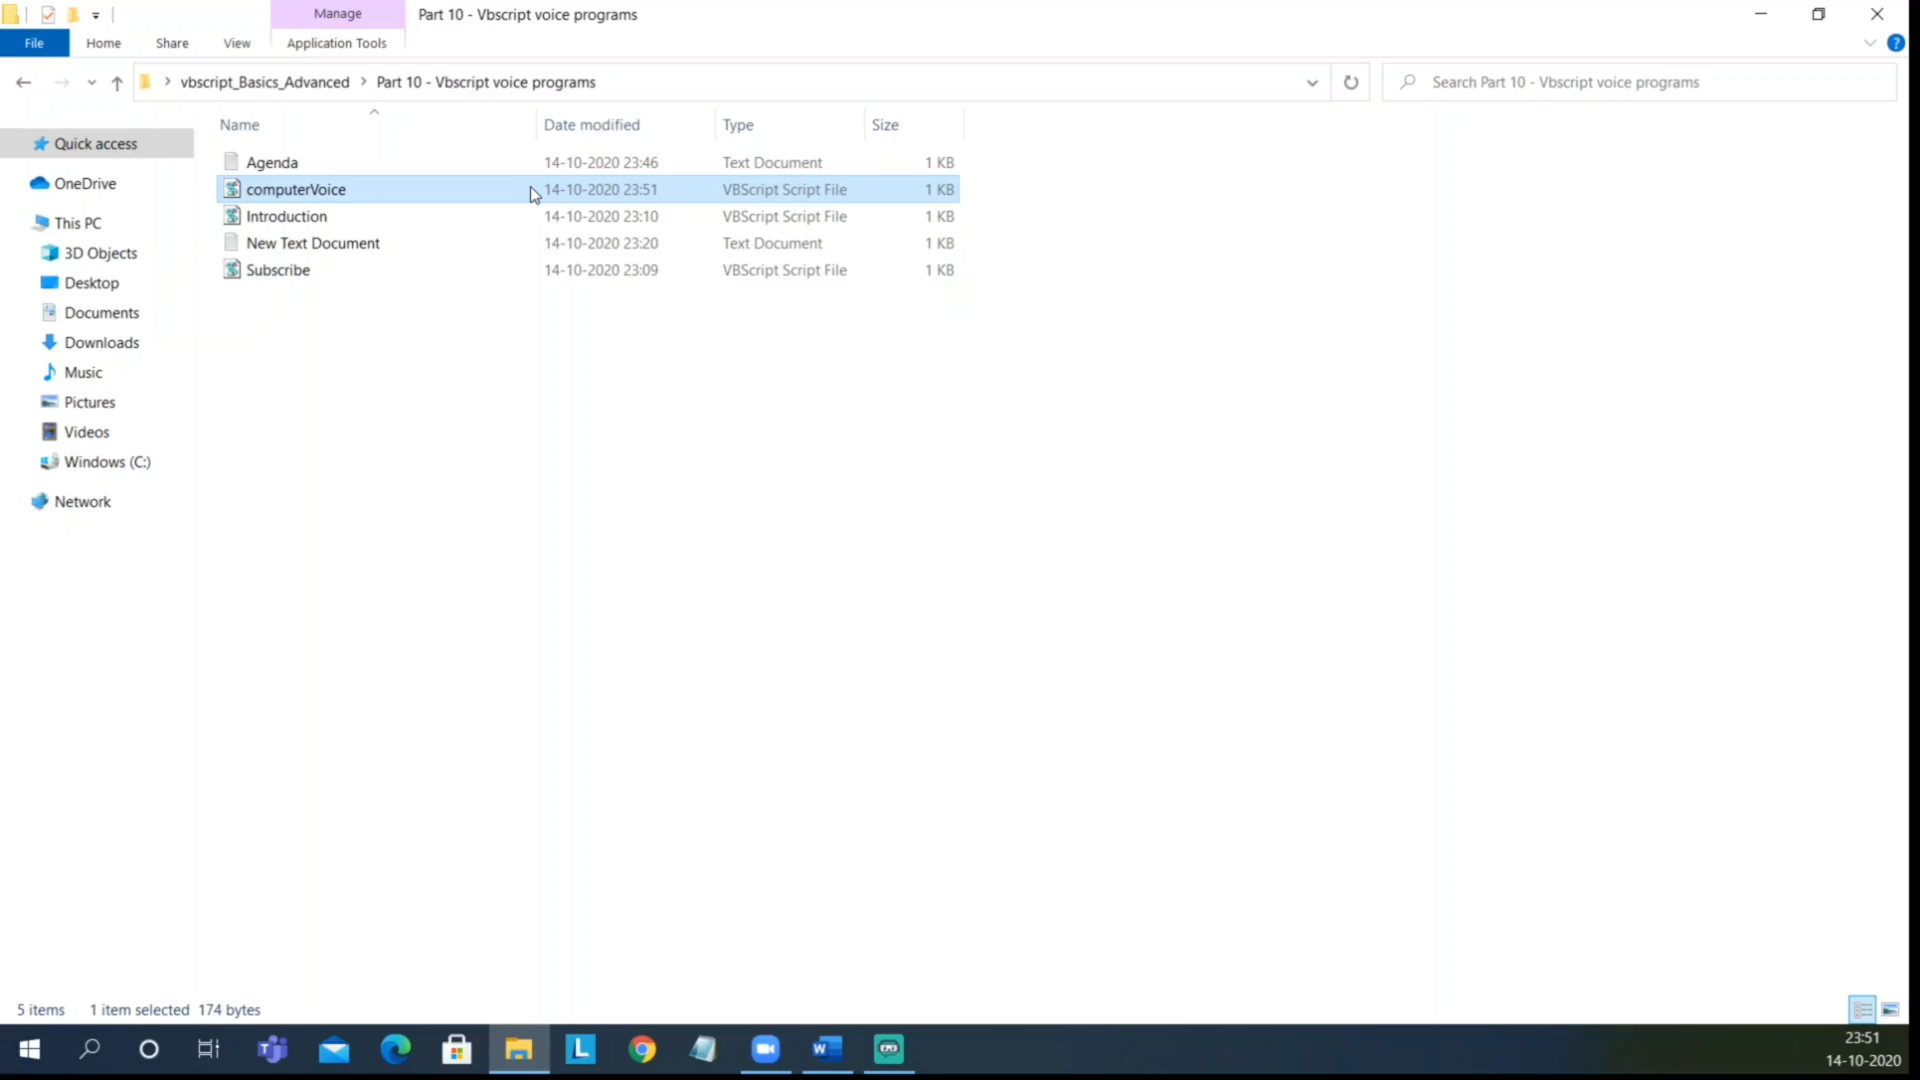 Manage
Part 10 - Vbscript voice programs
File
Home
Share
View
Application Tools
vbscript_Basics_Advanced
Part 10 - Vbscript voice programs
Search Part 10 - Vbscript voice programs
Name
Date modified
Type
Size
Quick access
OneDrive
This PC
3D Objects
Desktop
Documents
Downloads
Music
Pictures
Videos
Windows (C:)
Network
Agenda 14-10-2020 23:46 Text Document 1 KB
computerVoice 14-10-2020 23:51 VBScript Script File 1 KB
Introduction 14-10-2020 23:10 VBScript Script File 1 KB
New Text Document 14-10-2020 23:20 Text Document 1 KB
Subscribe 14-10-2020 23:09 VBScript Script File 1 KB
5 items 1 item selected 174 bytes
L
W
23:51
14-10-2020